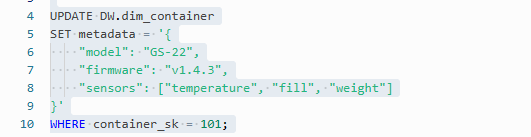 4 UPDATE DW.dim_container
5 SET metadata = '{
6     "model": "GS-22",
7     "firmware": "v1.4.3",
8     "sensors": ["temperature", "fill", "weight"]
9 }'
10 WHERE container_sk = 101;